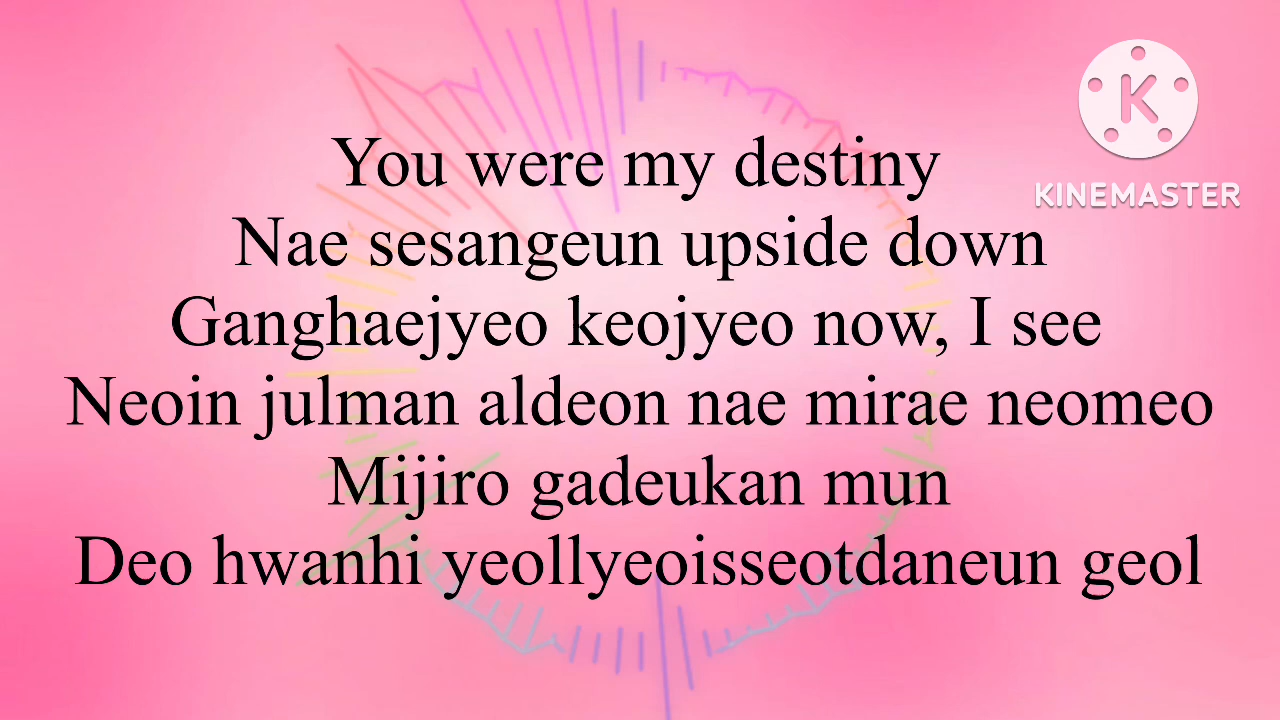 You were my destiny
Nae sesangeun upside down
Ganghaejyeo keojyeo now, I see
Neoin julman aldeon nae mirae neomeo
Mijiro gadeukan mun
Deo hwanhi yeollyeoisseotdaneun geol
K
KINEMASTER